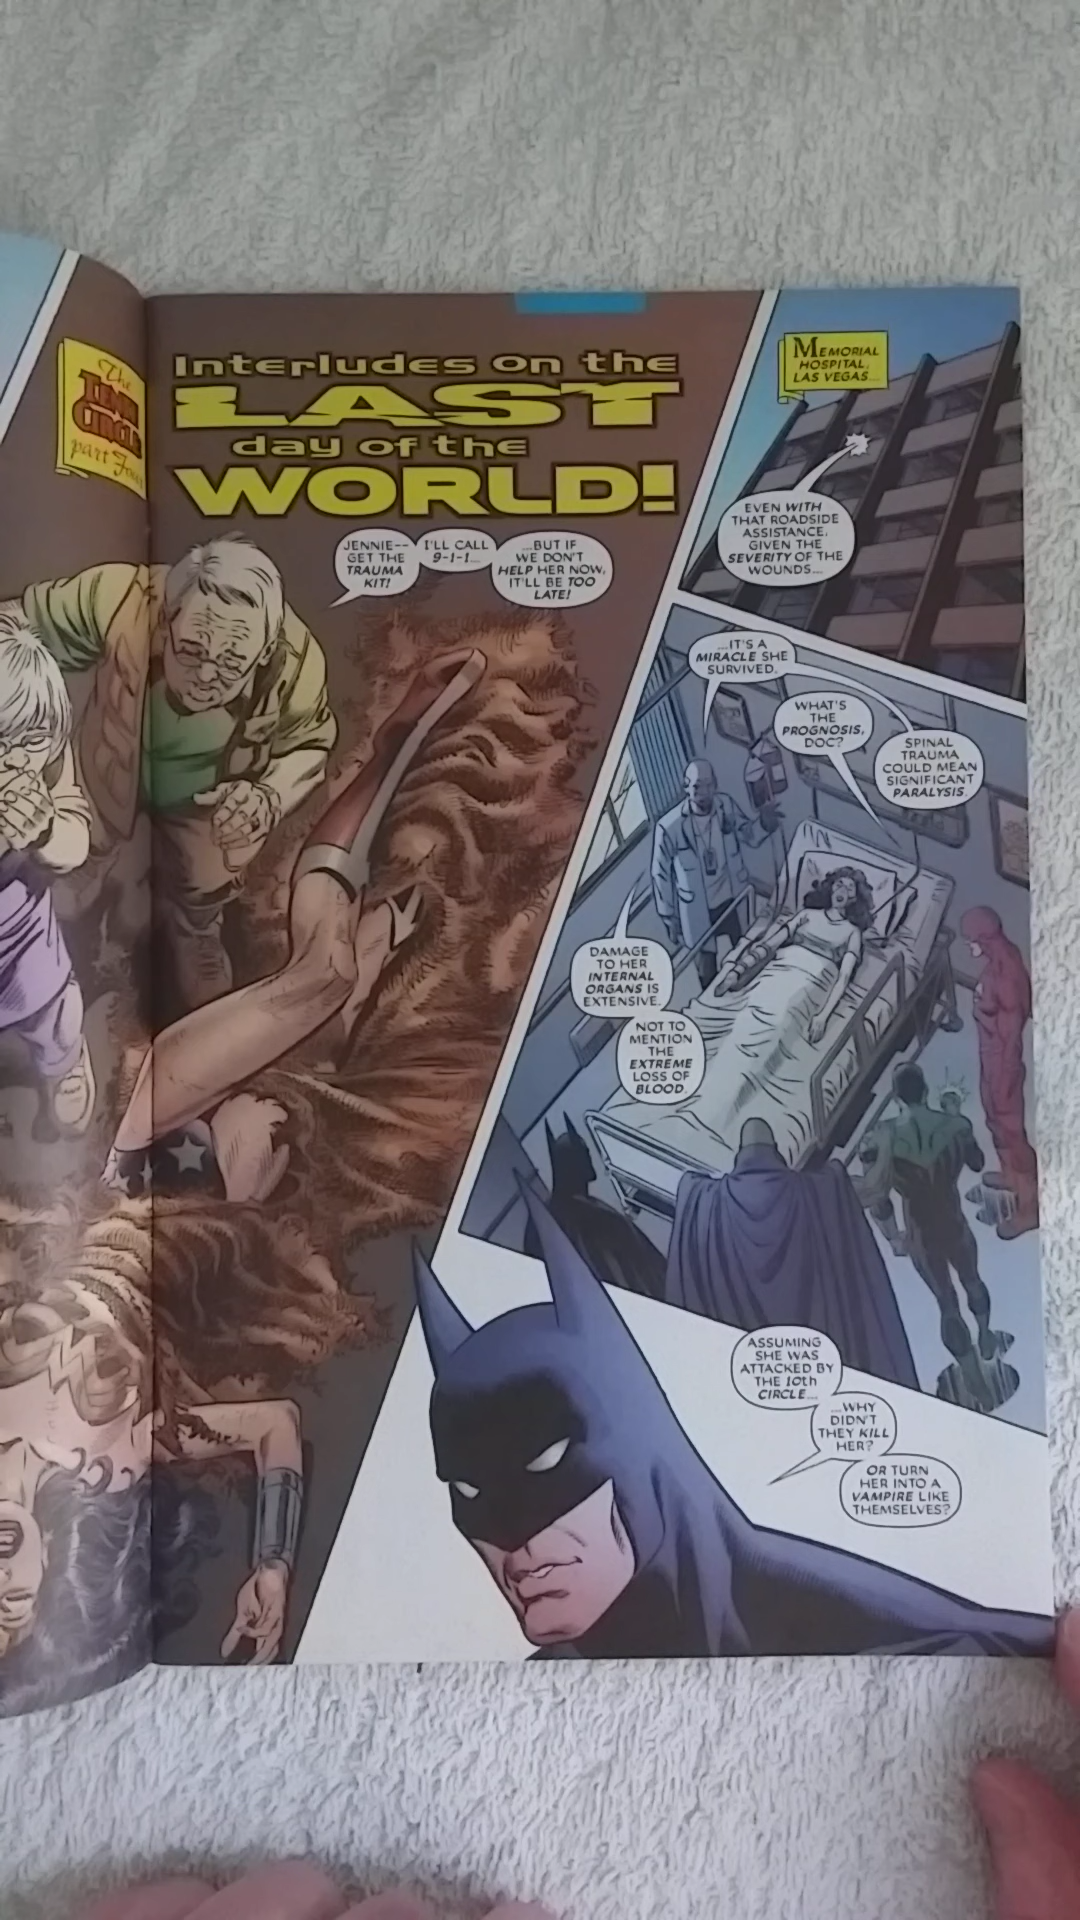 The
TENTH
CIRCLE
part Four
Interludes on the
LAST
day of the
WORLD!
JENNIE--
GET THE
TRAUMA
KIT!
I'LL CALL
9-1-1...
...BUT IF
WE DON'T
HELP HER NOW,
IT'LL BE TOO
LATE!
MEMORIAL
HOSPITAL,
LAS VEGAS...
EVEN WITH
THAT ROADSIDE
ASSISTANCE,
GIVEN THE
SEVERITY OF THE
WOUNDS...
...IT'S A
MIRACLE SHE
SURVIVED.
WHAT'S
THE
PROGNOSIS,
DOC?
SPINAL
TRAUMA
COULD MEAN
SIGNIFICANT
PARALYSIS.
DAMAGE
TO HER
INTERNAL
ORGANS IS
EXTENSIVE.
NOT TO
MENTION
THE
EXTREME
LOSS OF
BLOOD.
ASSUMING
SHE WAS
ATTACKED BY
THE 10th
CIRCLE...
...WHY
DIDN'T
THEY KILL
HER?
OR TURN
HER INTO A
VAMPIRE LIKE
THEMSELVES?